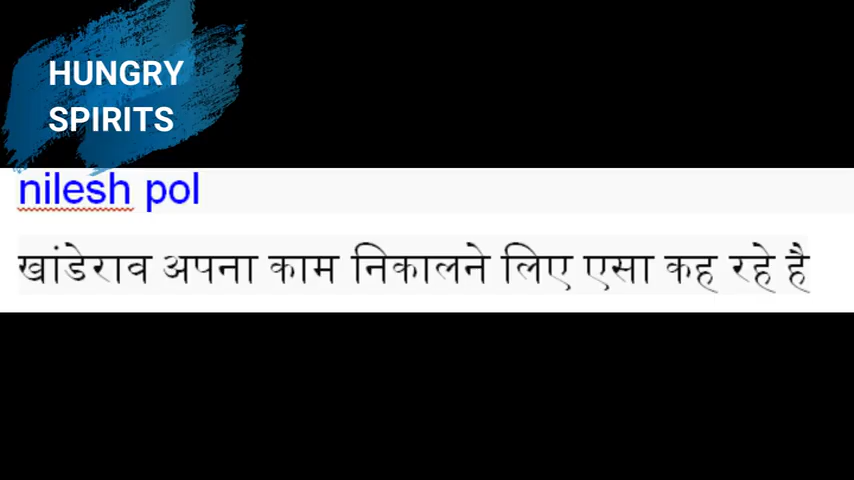 HUNGRY
SPIRITS
nilesh pol
खांडेराव अपना काम निकालने लिए एसा कह रहे है